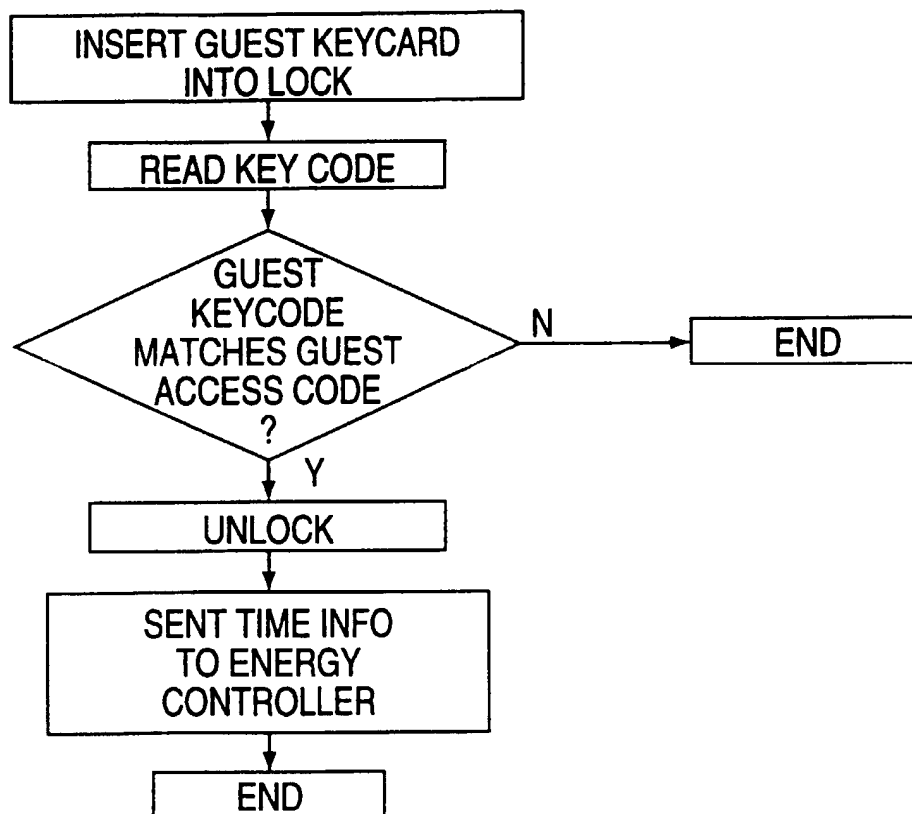 INSERT GUEST KEYCARD
INTO LOCK
READ KEY CODE
GUEST
KEYCODE
MATCHES GUEST
ACCESS CODE
?
N
END
Y
UNLOCK
SENT TIME INFO
TO ENERGY
CONTROLLER
END